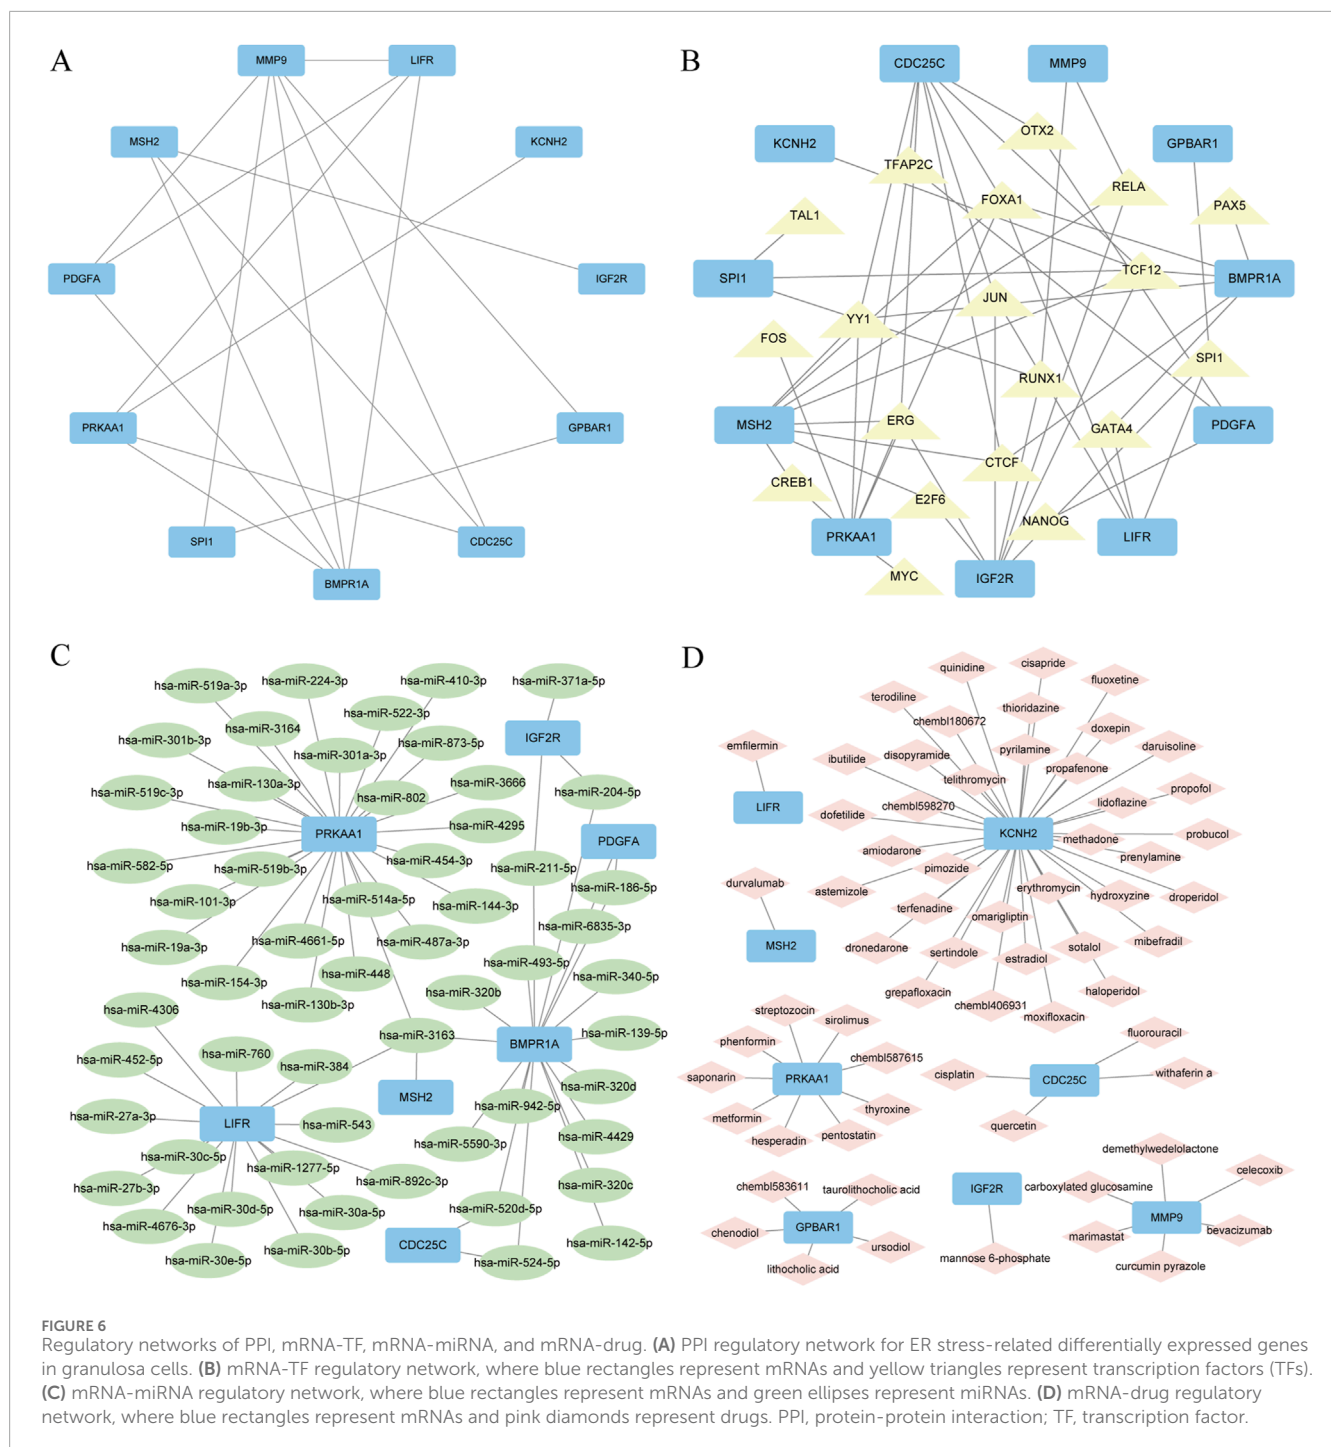 A
MMP9
LIFR
MSH2
KCNH2
PDGFA
IGF2R
PRKAA1
GPBAR1
SPI1
CDC25C
BMPR1A
B
CDC25C
MMP9
OTX2
KCNH2
GPBAR1
TFAP2C
FOXA1
RELA
PAX5
TAL1
SPI1
TCF12
BMPR1A
JUN
YY1
FOS
SPI1
RUNX1
MSH2
ERG
GATA4
PDGFA
CTCF
CREB1
E2F6
NANOG
PRKAA1
LIFR
MYC
IGF2R
C
hsa-miR-519a-3p
hsa-miR-224-3p
hsa-miR-410-3p
hsa-miR-371a-5p
hsa-miR-522-3p
hsa-miR-3164
hsa-miR-301b-3p
hsa-miR-301a-3p
hsa-miR-873-5p
IGF2R
hsa-miR-519c-3p
hsa-miR-130a-3p
hsa-miR-802
hsa-miR-3666
hsa-miR-204-5p
hsa-miR-19b-3p
PRKAA1
hsa-miR-4295
PDGFA
hsa-miR-582-5p
hsa-miR-519b-3p
hsa-miR-454-3p
hsa-miR-211-5p
hsa-miR-186-5p
hsa-miR-101-3p
hsa-miR-514a-5p
hsa-miR-144-3p
hsa-miR-6835-3p
hsa-miR-19a-3p
hsa-miR-4661-5p
hsa-miR-487a-3p
hsa-miR-493-5p
hsa-miR-154-3p
hsa-miR-448
hsa-miR-340-5p
hsa-miR-130b-3p
hsa-miR-320b
hsa-miR-4306
hsa-miR-3163
BMPR1A
hsa-miR-139-5p
hsa-miR-452-5p
hsa-miR-760
hsa-miR-384
hsa-miR-320d
MSH2
hsa-miR-942-5p
hsa-miR-27a-3p
LIFR
hsa-miR-543
hsa-miR-5590-3p
hsa-miR-4429
hsa-miR-30c-5p
hsa-miR-1277-5p
hsa-miR-892c-3p
hsa-miR-320c
hsa-miR-27b-3p
hsa-miR-30d-5p
hsa-miR-30a-5p
hsa-miR-520d-5p
hsa-miR-4676-3p
hsa-miR-30b-5p
CDC25C
hsa-miR-142-5p
hsa-miR-30e-5p
hsa-miR-524-5p
D
quinidine
cisapride
fluoxetine
terodiline
thioridazine
chembl180672
doxepin
emfilermin
ibutilide
disopyramide
pyrilamine
daruisoline
telithromycin
propafenone
propofol
LIFR
dofetilide
chembl598270
lidoflazine
KCNH2
methadone
probucol
amiodarone
prenylamine
pimozide
durvalumab
astemizole
erythromycin
hydroxyzine
droperidol
terfenadine
omarigliptin
MSH2
dronedarone
sertindole
estradiol
sotalol
mibefradil
grepafloxacin
chembl406931
haloperidol
moxifloxacin
streptozocin
sirolimus
fluorouracil
phenformin
chembl587615
saponarin
PRKAA1
cisplatin
CDC25C
withaferin a
metformin
thyroxine
hesperadin
pentostatin
quercetin
demethylwedelolactone
chembl583611
taurolithocholic acid
IGF2R
carboxylated glucosamine
celecoxib
chenodiol
GPBAR1
MMP9
ursodiol
marimastat
bevacizumab
lithocholic acid
mannose 6-phosphate
curcumin pyrazole
FIGURE 6
Regulatory networks of PPI, mRNA-TF, mRNA-miRNA, and mRNA-drug. (A) PPI regulatory network for ER stress-related differentially expressed genes
in granulosa cells. (B) mRNA-TF regulatory network, where blue rectangles represent mRNAs and yellow triangles represent transcription factors (TFs).
(C) mRNA-miRNA regulatory network, where blue rectangles represent mRNAs and green ellipses represent miRNAs. (D) mRNA-drug regulatory
network, where blue rectangles represent mRNAs and pink diamonds represent drugs. PPI, protein-protein interaction; TF, transcription factor.